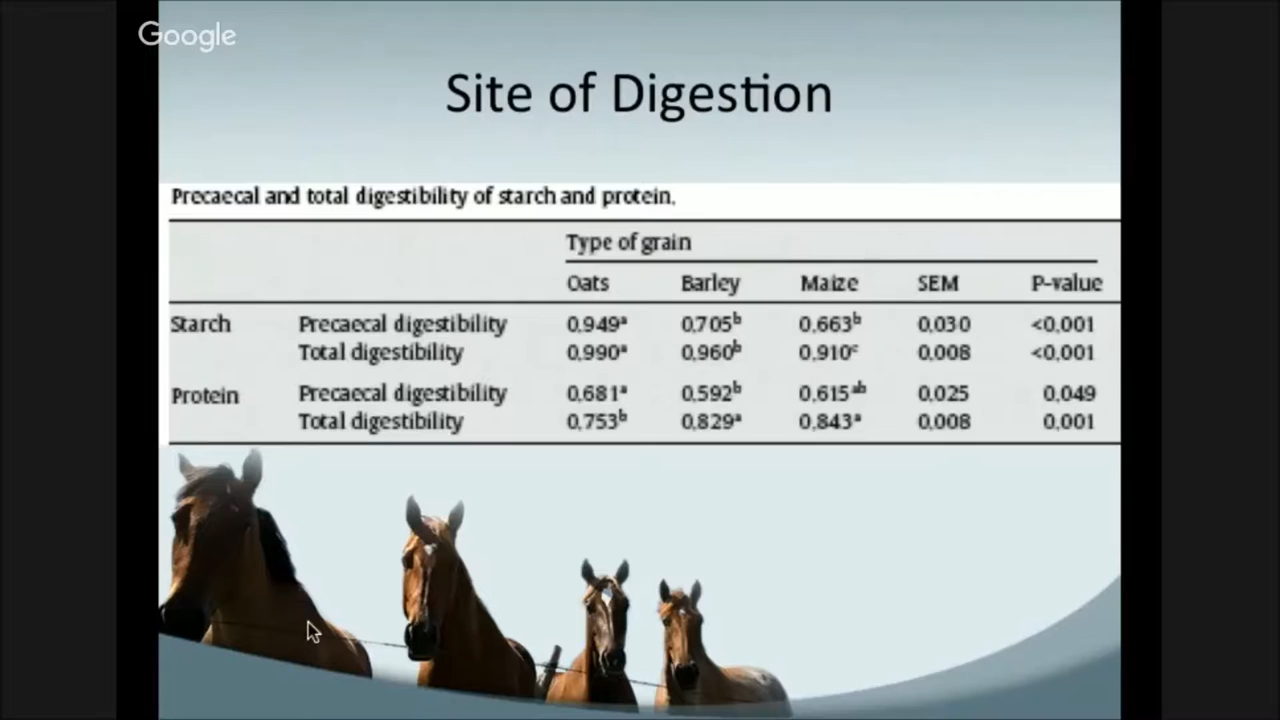 Google
Site of Digestion
Precaecal and total digestibility of starch and protein.
Type of grain
Oats Barley Maize SEM P-value
Starch Precaecal digestibility 0.949ᵃ 0.705ᵇ 0.663ᵇ 0.030 <0.001
Total digestibility 0.990ᵃ 0.960ᵇ 0.910ᶜ 0.008 <0.001
Protein Precaecal digestibility 0.681ᵃ 0.592ᵇ 0.615ᵃᵇ 0.025 0.049
Total digestibility 0.753ᵇ 0.829ᵃ 0.843ᵃ 0.008 0.001